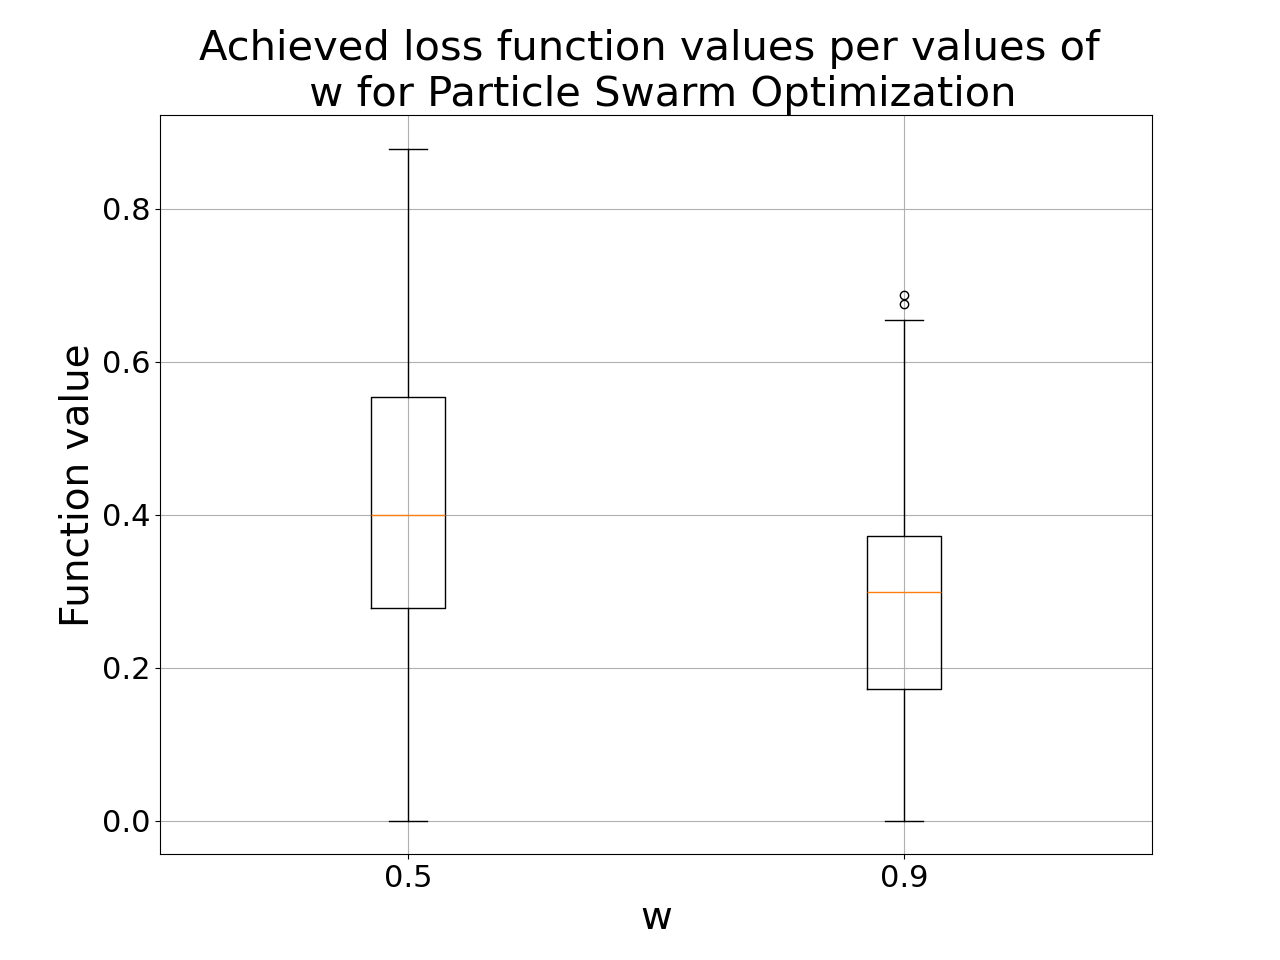 Achieved loss function values per values of
w for Particle Swarm Optimization
Function value
0.8
0.6
0.4
0.2
0.0
0.5
0.9
w